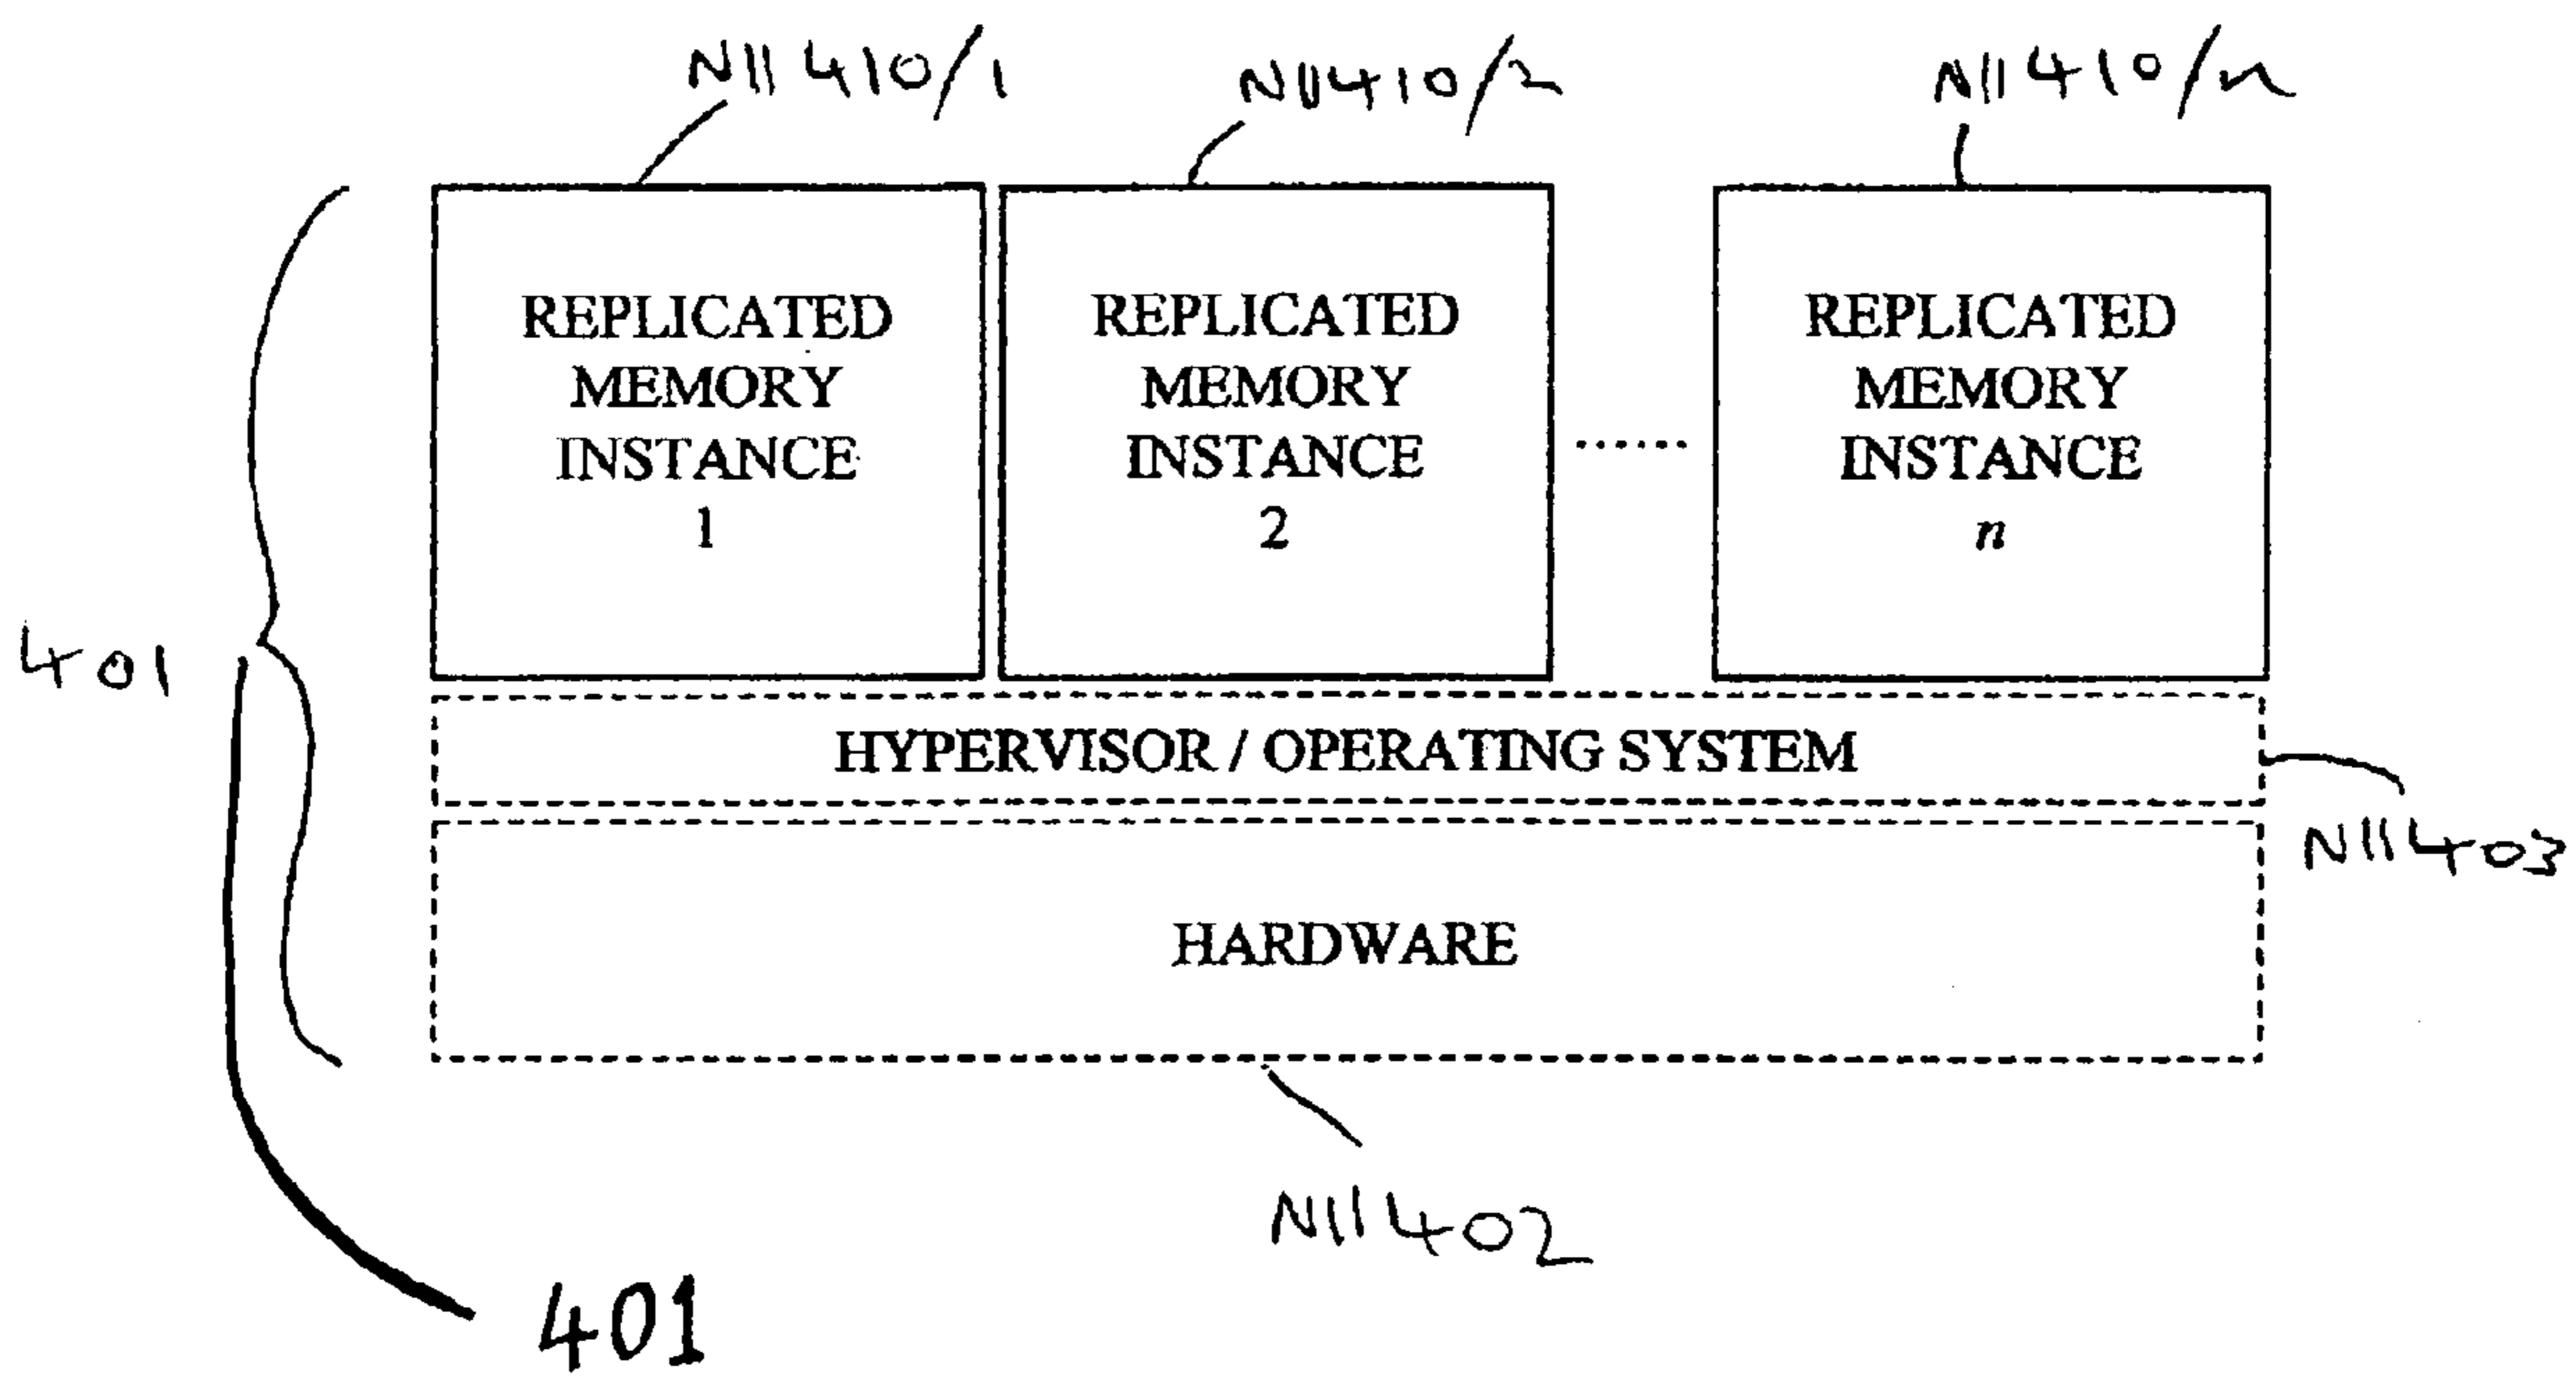 N11410/1
N11410/2
N11410/n
REPLICATED
MEMORY
INSTANCE
1
REPLICATED
MEMORY
INSTANCE
2
......
REPLICATED
MEMORY
INSTANCE
n
401
HYPERVISOR / OPERATING SYSTEM
N11403
HARDWARE
N11402
401